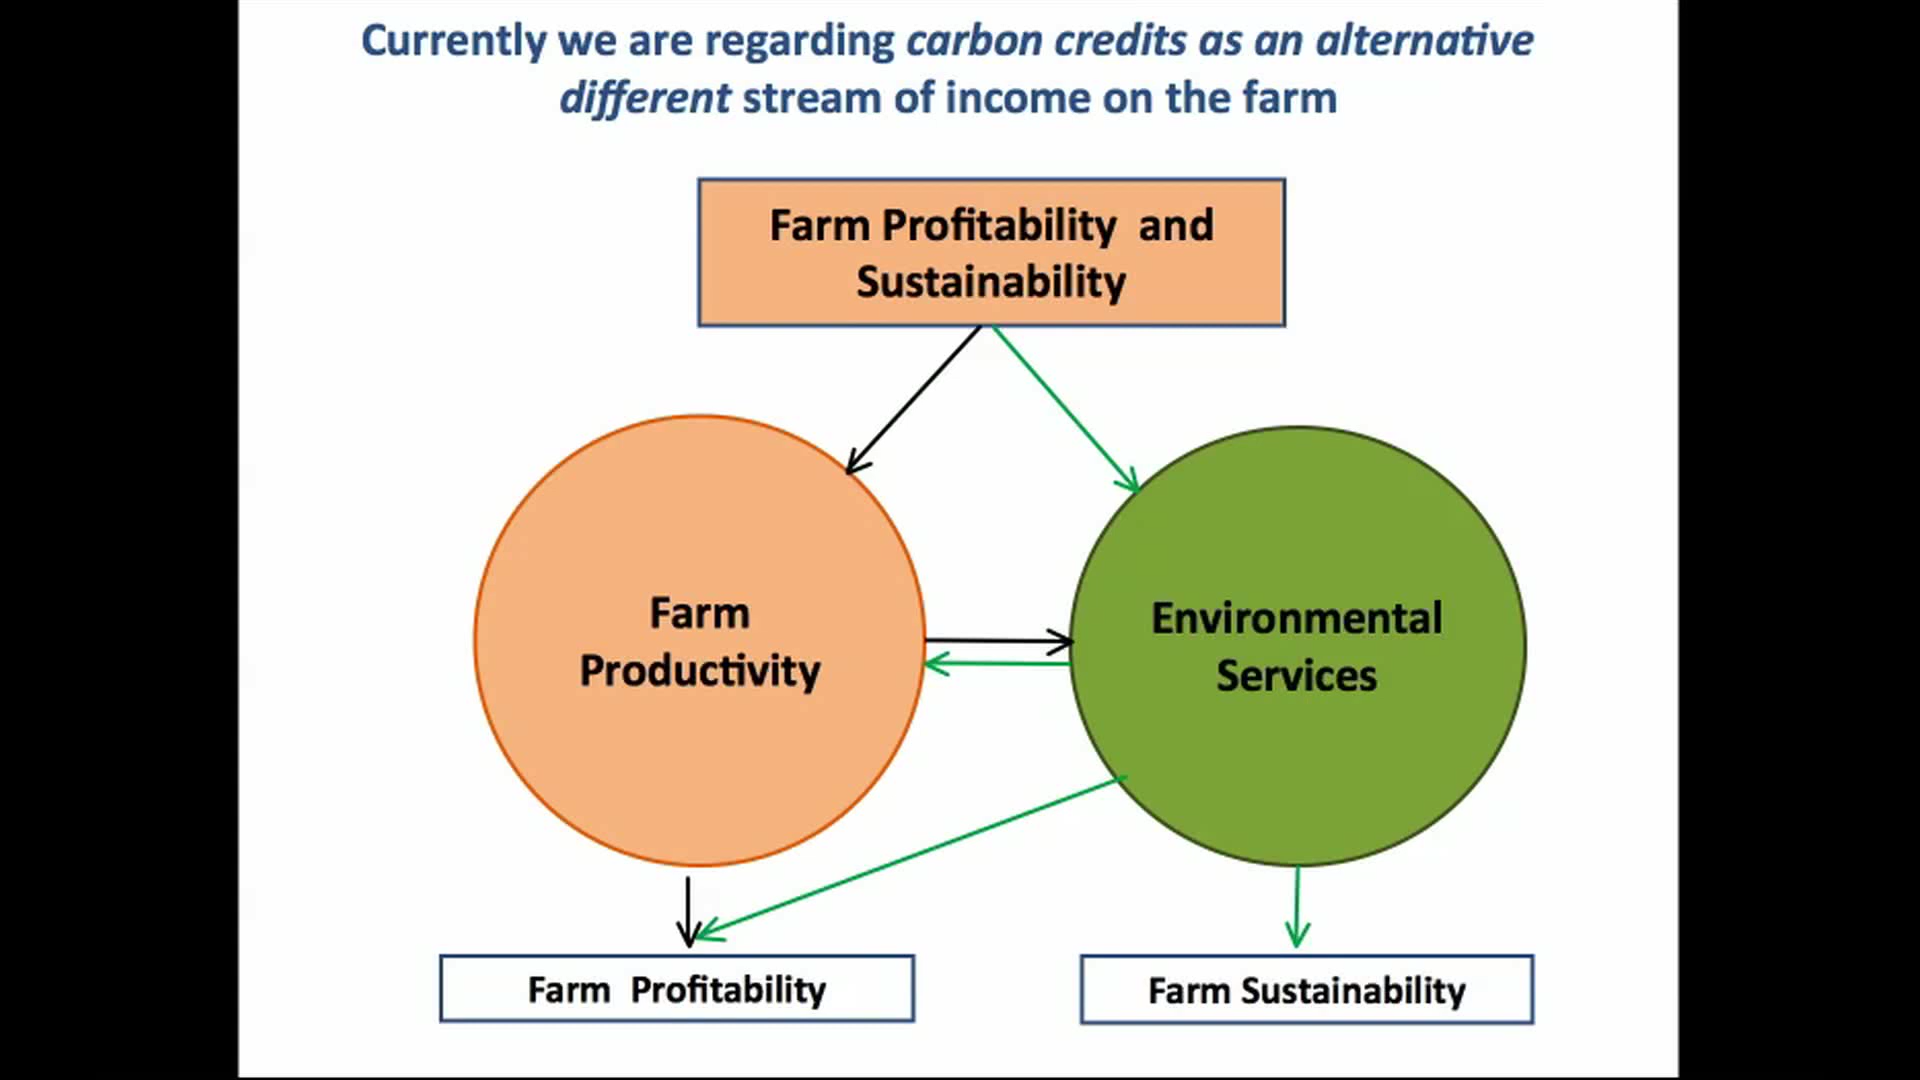 Currently we are regarding carbon credits as an alternative
different stream of income on the farm
Farm Profitability and
Sustainability
Farm
Productivity
Environmental
Services
Farm Profitability
Farm Sustainability